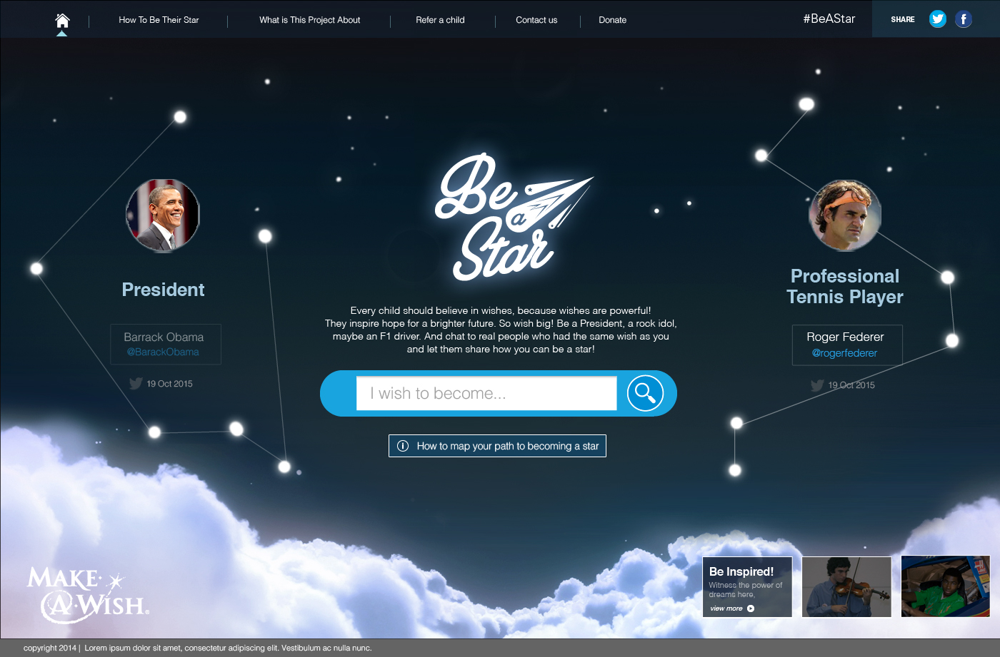 How To Be Their Star
What is This Project About
Refer a child
Contact us
Donate
#BeAStar
SHARE
Be
a
Star
President
Barrack Obama
@BarackObama
19 Oct 2015
Professional
Tennis Player
Roger Federer
@rogerfederer
19 Oct 2015
Every child should believe in wishes, because wishes are powerful!
They inspire hope for a brighter future. So wish big! Be a President, a rock idol,
maybe an F1 driver. And chat to real people who had the same wish as you
and let them share how you can be a star!
I wish to become...
How to map your path to becoming a star
MAKE·
A·WISH®
Be Inspired!
Witness the power of
dreams here,
view more
copyright 2014 | Lorem ipsum dolor sit amet, consectetur adipiscing elit. Vestibulum ac nulla nunc.